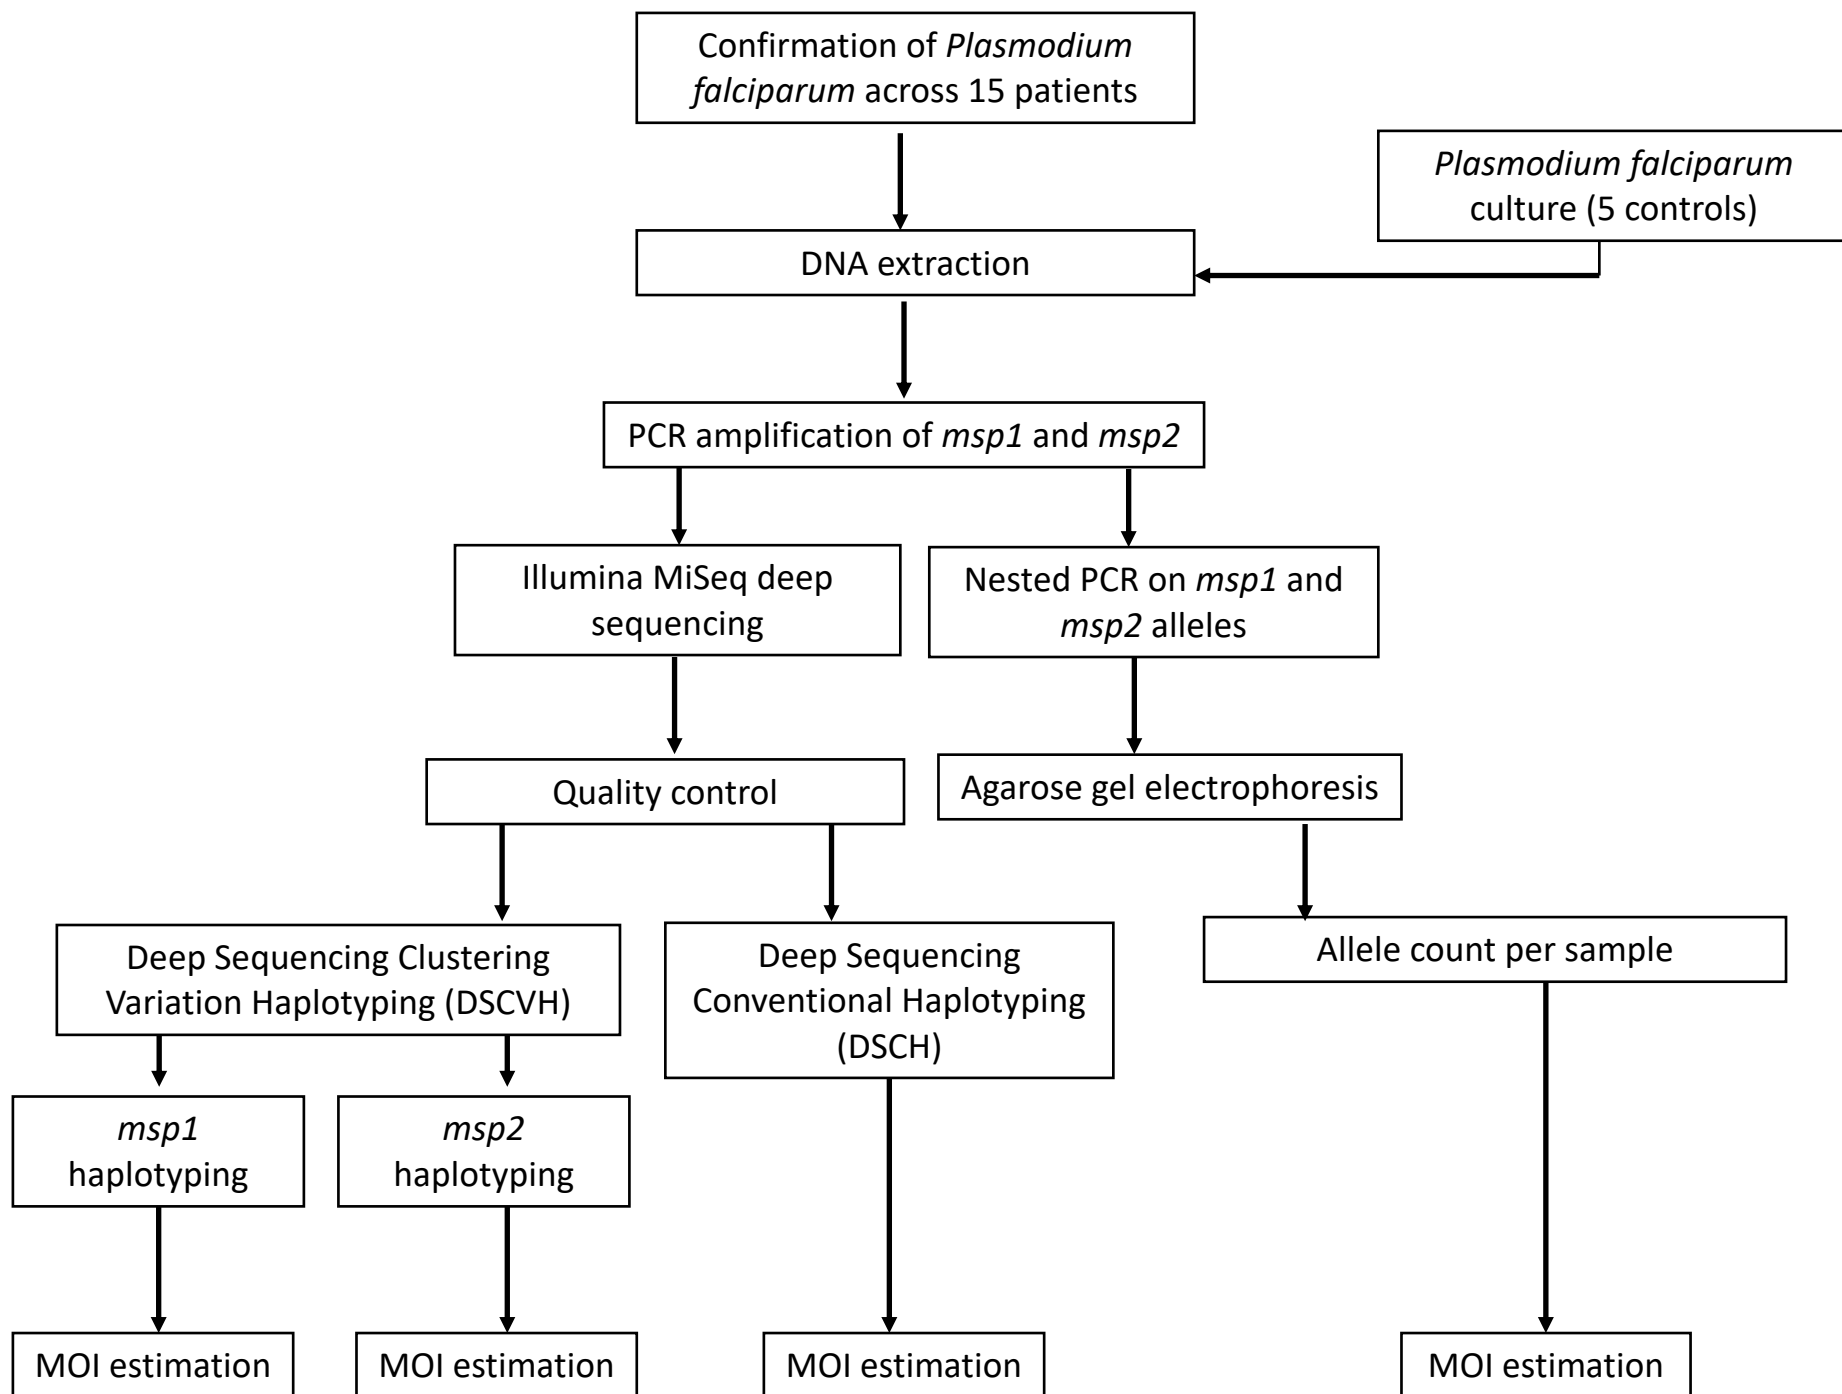 Confirmation of Plasmodium
falciparum across 15 patients
Plasmodium falciparum
culture (5 controls)
DNA extraction
PCR amplification of msp1 and msp2
Illumina MiSeq deep
sequencing
Nested PCR on msp1 and
msp2 alleles
Quality control
Agarose gel electrophoresis
Deep Sequencing Clustering
Variation Haplotyping (DSCVH)
Deep Sequencing
Conventional Haplotyping
(DSCH)
Allele count per sample
msp1
haplotyping
msp2
haplotyping
MOI estimation
MOI estimation
MOI estimation
MOI estimation